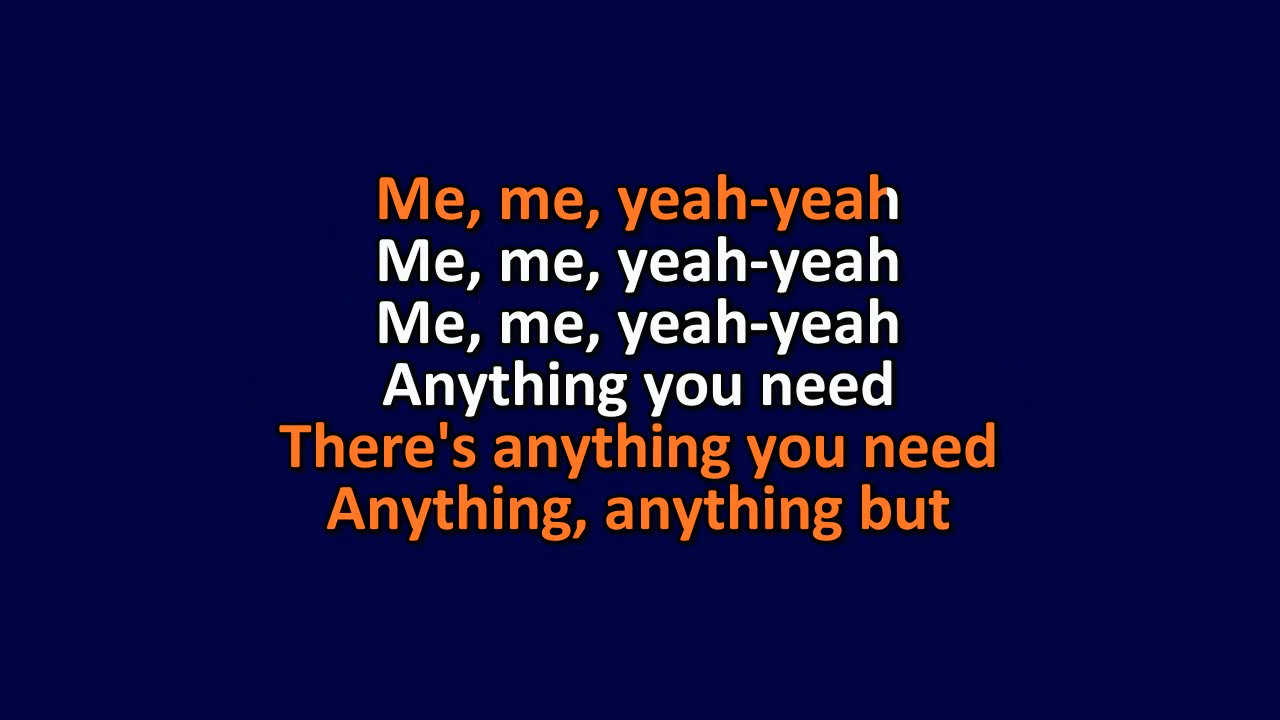 Me, me, yeah-yeah
Me, me, yeah-yeah
Me, me, yeah-yeah
Anything you need
There's anything you need
Anything, anything but